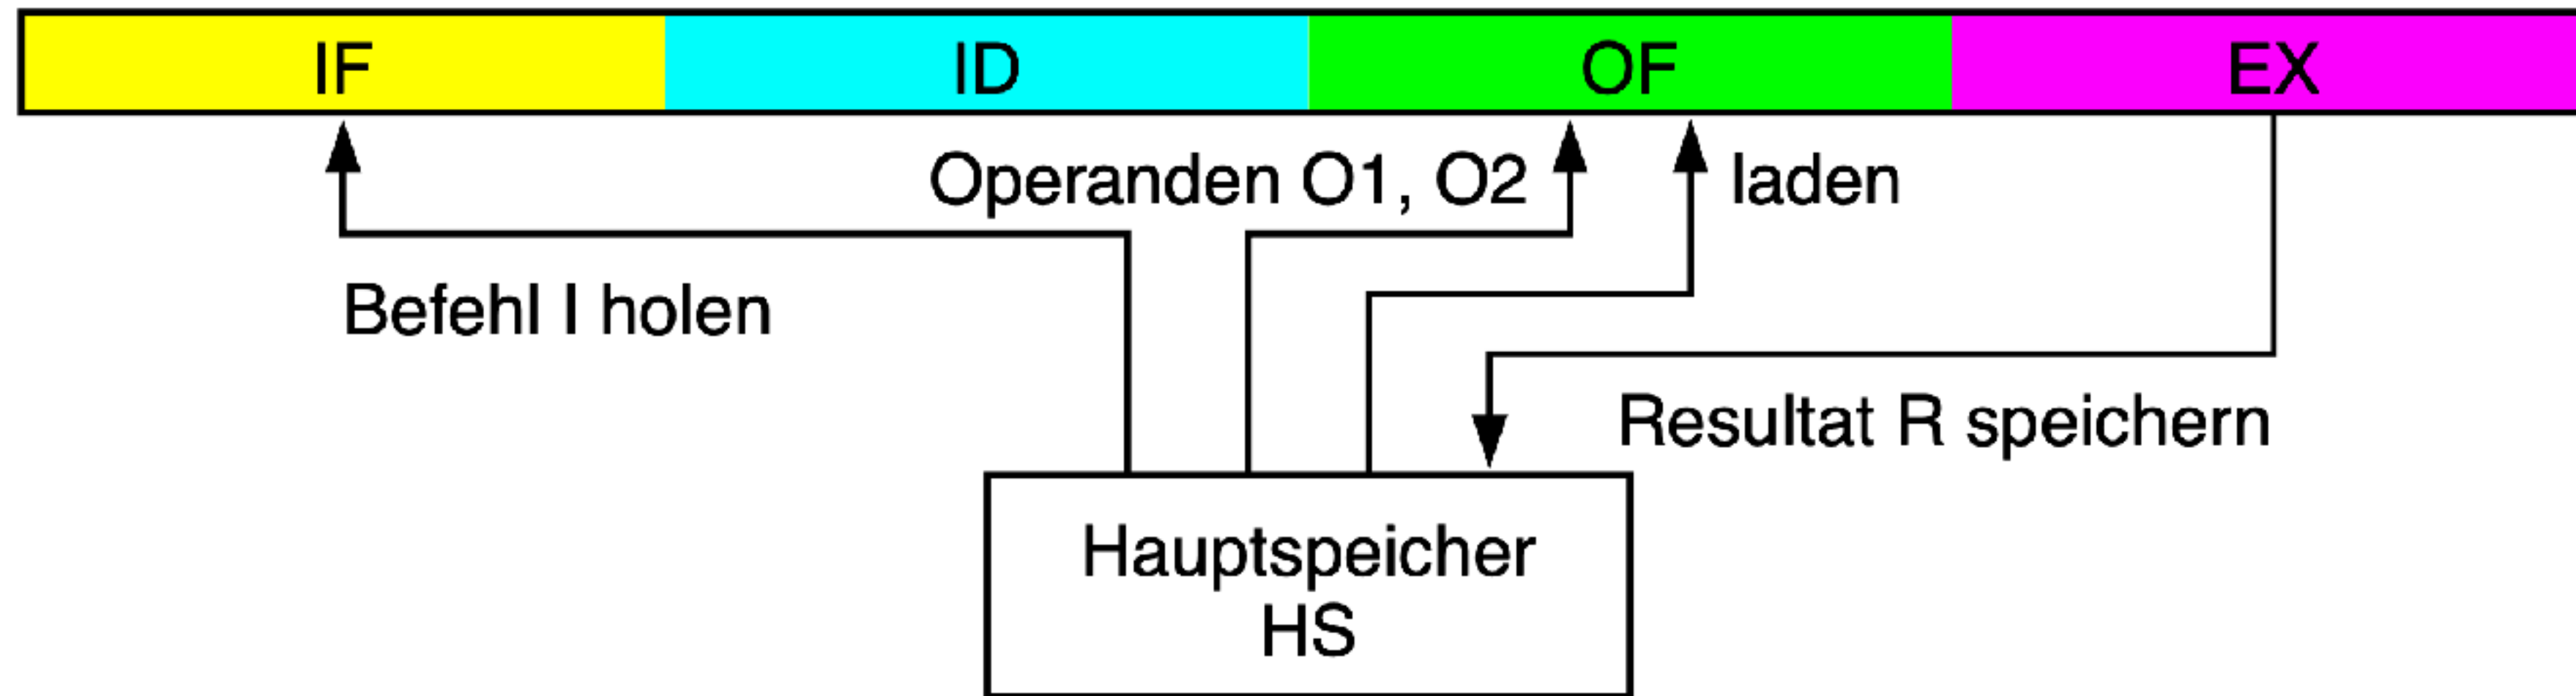 IF ID OF EX
Operanden O1, O2 laden
Befehl I holen
Resultat R speichern
Hauptspeicher
HS